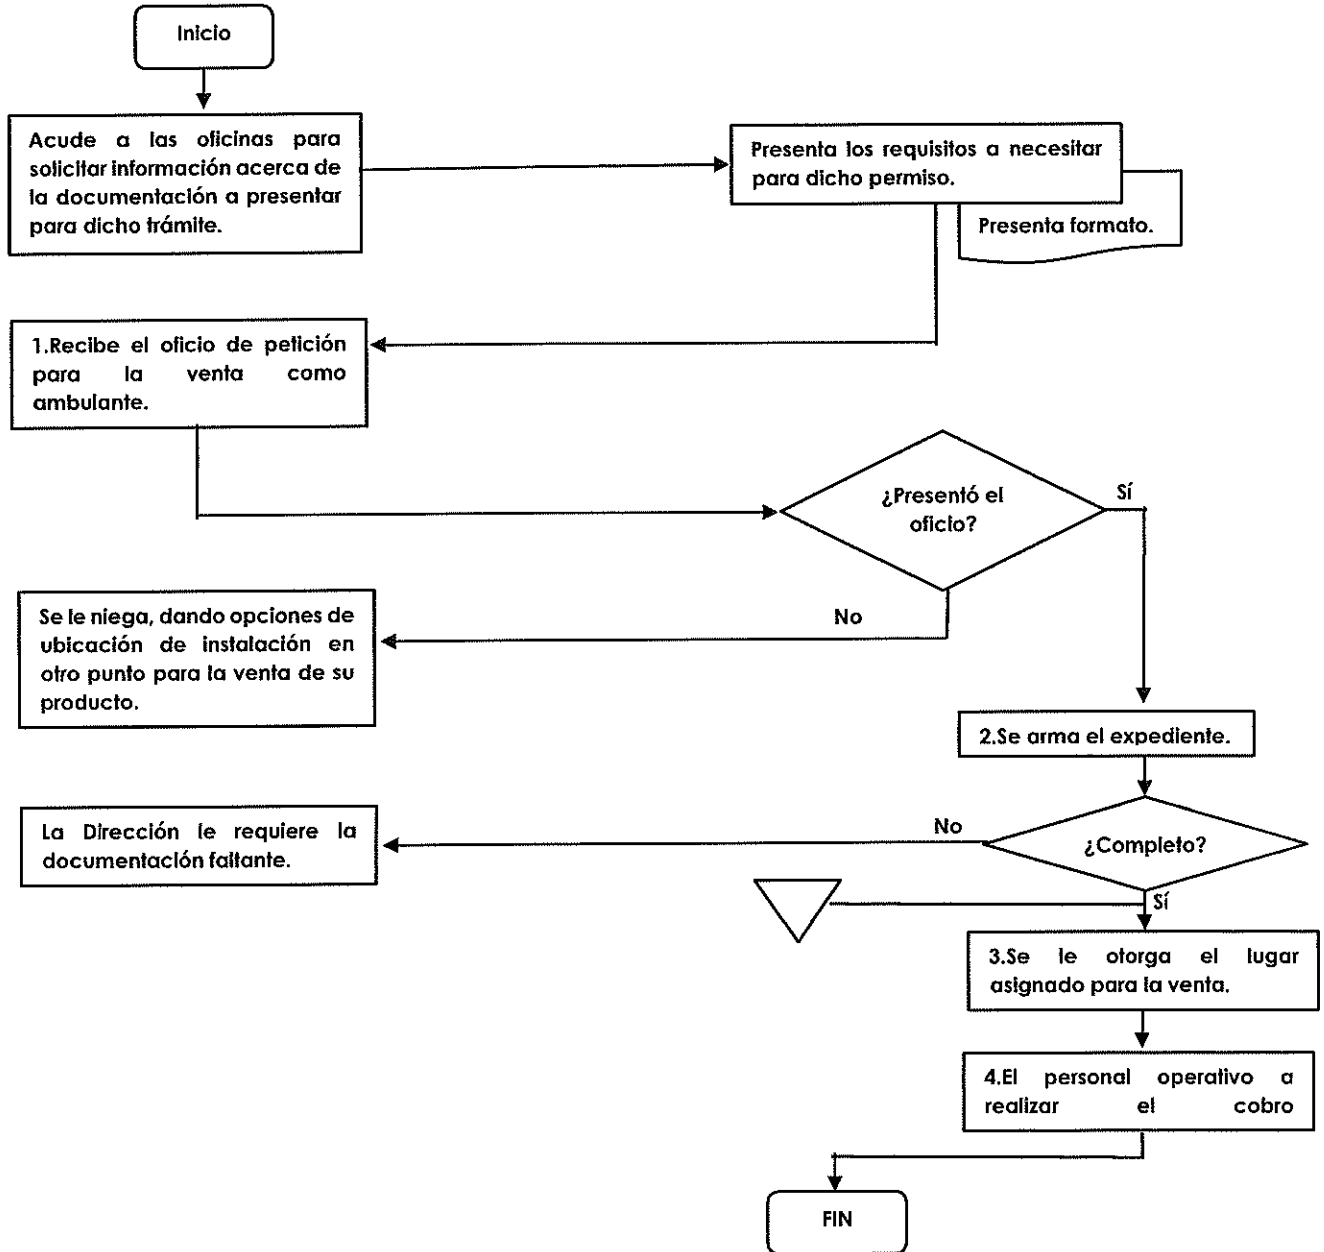 Inicio
Acude a las oficinas para
solicitar información acerca de
la documentación a presentar
para dicho trámite.
Presenta los requisitos a necesitar
para dicho permiso.
Presenta formato.
1.Recibe el oficio de petición
para la venta como
ambulante.
¿Presentó el
oficio?
Sí
No
Se le niega, dando opciones de
ubicación de instalación en
otro punto para la venta de su
producto.
2.Se arma el expediente.
La Dirección le requiere la
documentación faltante.
No
¿Completo?
Sí
3.Se le otorga el lugar
asignado para la venta.
4.El personal operativo a
realizar el cobro
FIN